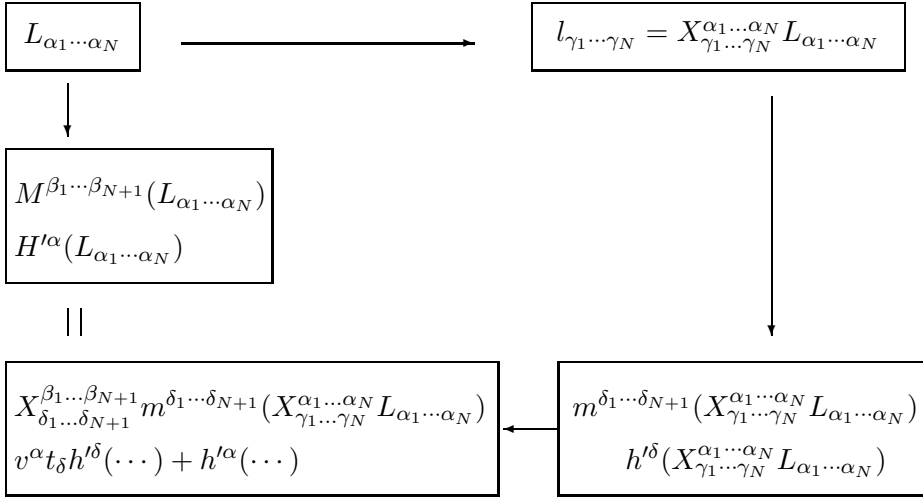 $L_{\alpha_1 \cdots \alpha_N}$
$l_{\gamma_1 \cdots \gamma_N} = X^{\alpha_1 \ldots \alpha_N}_{\gamma_1 \ldots \gamma_N} L_{\alpha_1 \cdots \alpha_N}$
$M^{\beta_1 \cdots \beta_{N+1}}(L_{\alpha_1 \cdots \alpha_N})$
$H'^{\alpha}(L_{\alpha_1 \cdots \alpha_N})$
$X^{\beta_1 \ldots \beta_{N+1}}_{\delta_1 \ldots \delta_{N+1}} m^{\delta_1 \cdots \delta_{N+1}}(X^{\alpha_1 \ldots \alpha_N}_{\gamma_1 \ldots \gamma_N} L_{\alpha_1 \cdots \alpha_N})$
$v^{\alpha} t_{\delta} h'^{\delta}(\cdots) + h'^{\alpha}(\cdots)$
$m^{\delta_1 \cdots \delta_{N+1}}(X^{\alpha_1 \cdots \alpha_N}_{\gamma_1 \cdots \gamma_N} L_{\alpha_1 \cdots \alpha_N})$
$h'^{\delta}(X^{\alpha_1 \cdots \alpha_N}_{\gamma_1 \cdots \gamma_N} L_{\alpha_1 \cdots \alpha_N})$